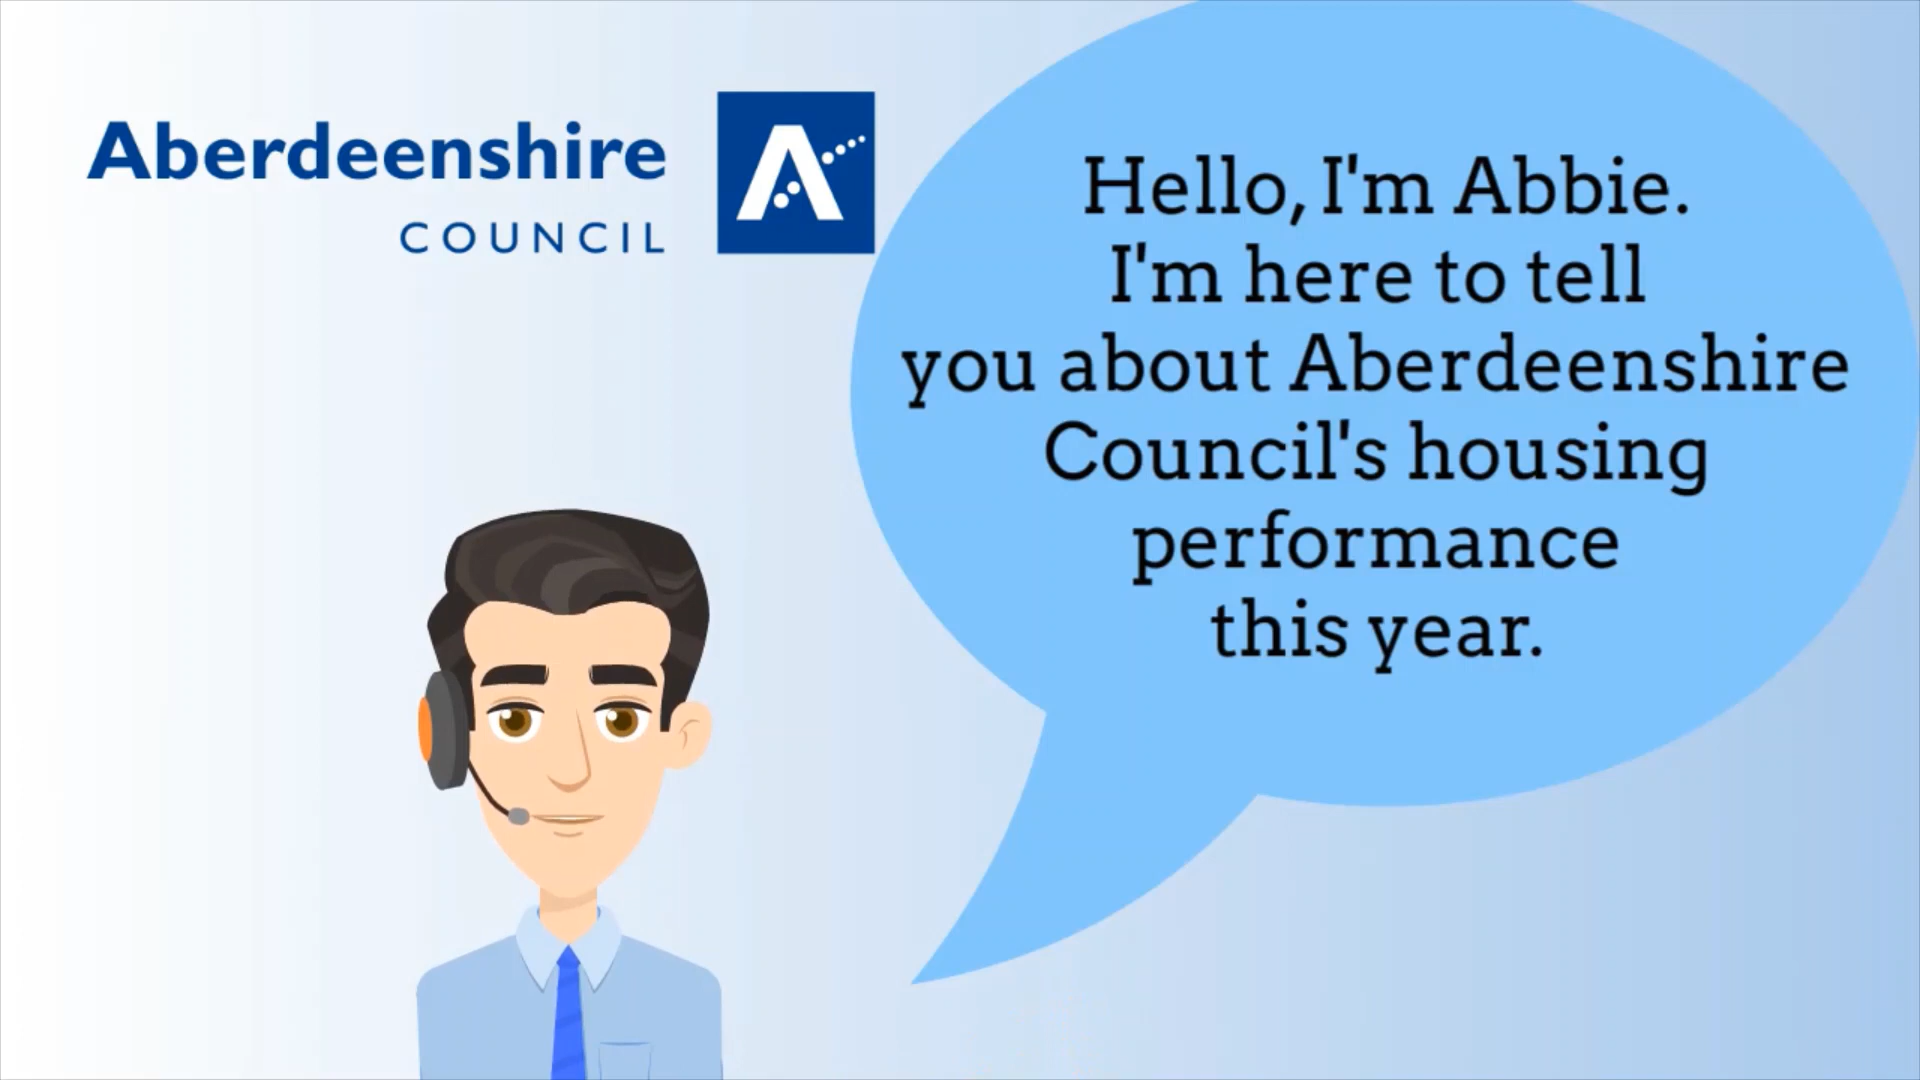 Aberdeenshire
COUNCIL
Hello, I'm Abbie.
I'm here to tell
you about Aberdeenshire
Council's housing
performance
this year.